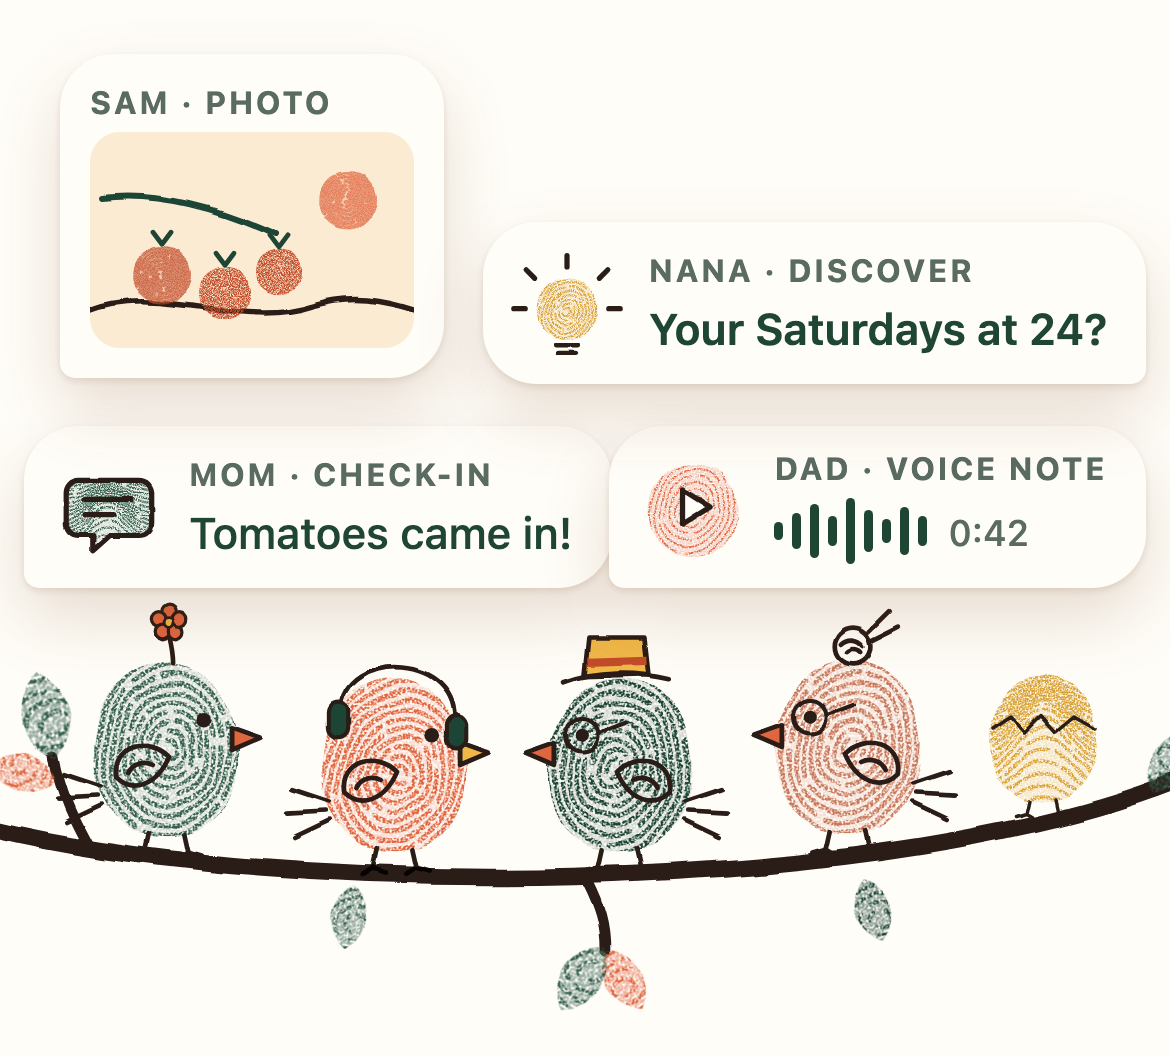 SAM · PHOTO
NANA · DISCOVER
Your Saturdays at 24?
MOM · CHECK-IN
Tomatoes came in!
DAD · VOICE NOTE
0:42